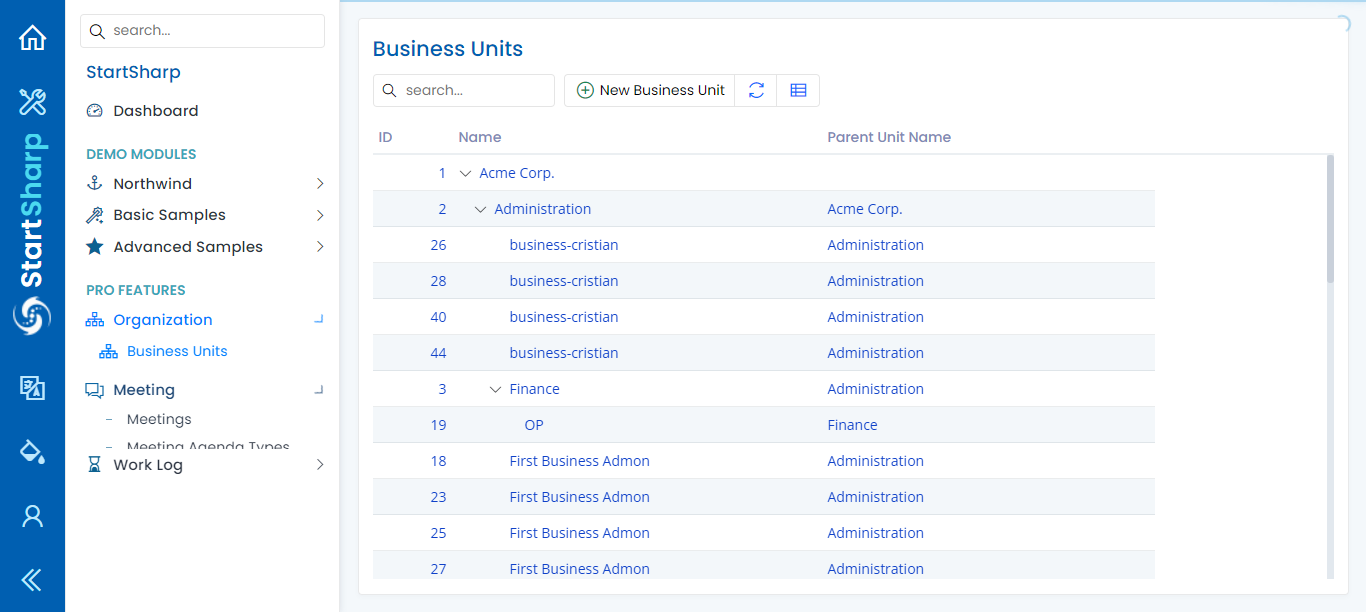 StartSharp
search...
StartSharp
Dashboard
DEMO MODULES
Northwind
Basic Samples
Advanced Samples
PRO FEATURES
Organization
Business Units
Meeting
Meetings
Meeting Agenda Types
Work Log
Business Units
search...
New Business Unit
ID Name Parent Unit Name
1 Acme Corp.
2 Administration Acme Corp.
26 business-cristian Administration
28 business-cristian Administration
40 business-cristian Administration
44 business-cristian Administration
3 Finance Administration
19 OP Finance
18 First Business Admon Administration
23 First Business Admon Administration
25 First Business Admon Administration
27 First Business Admon Administration